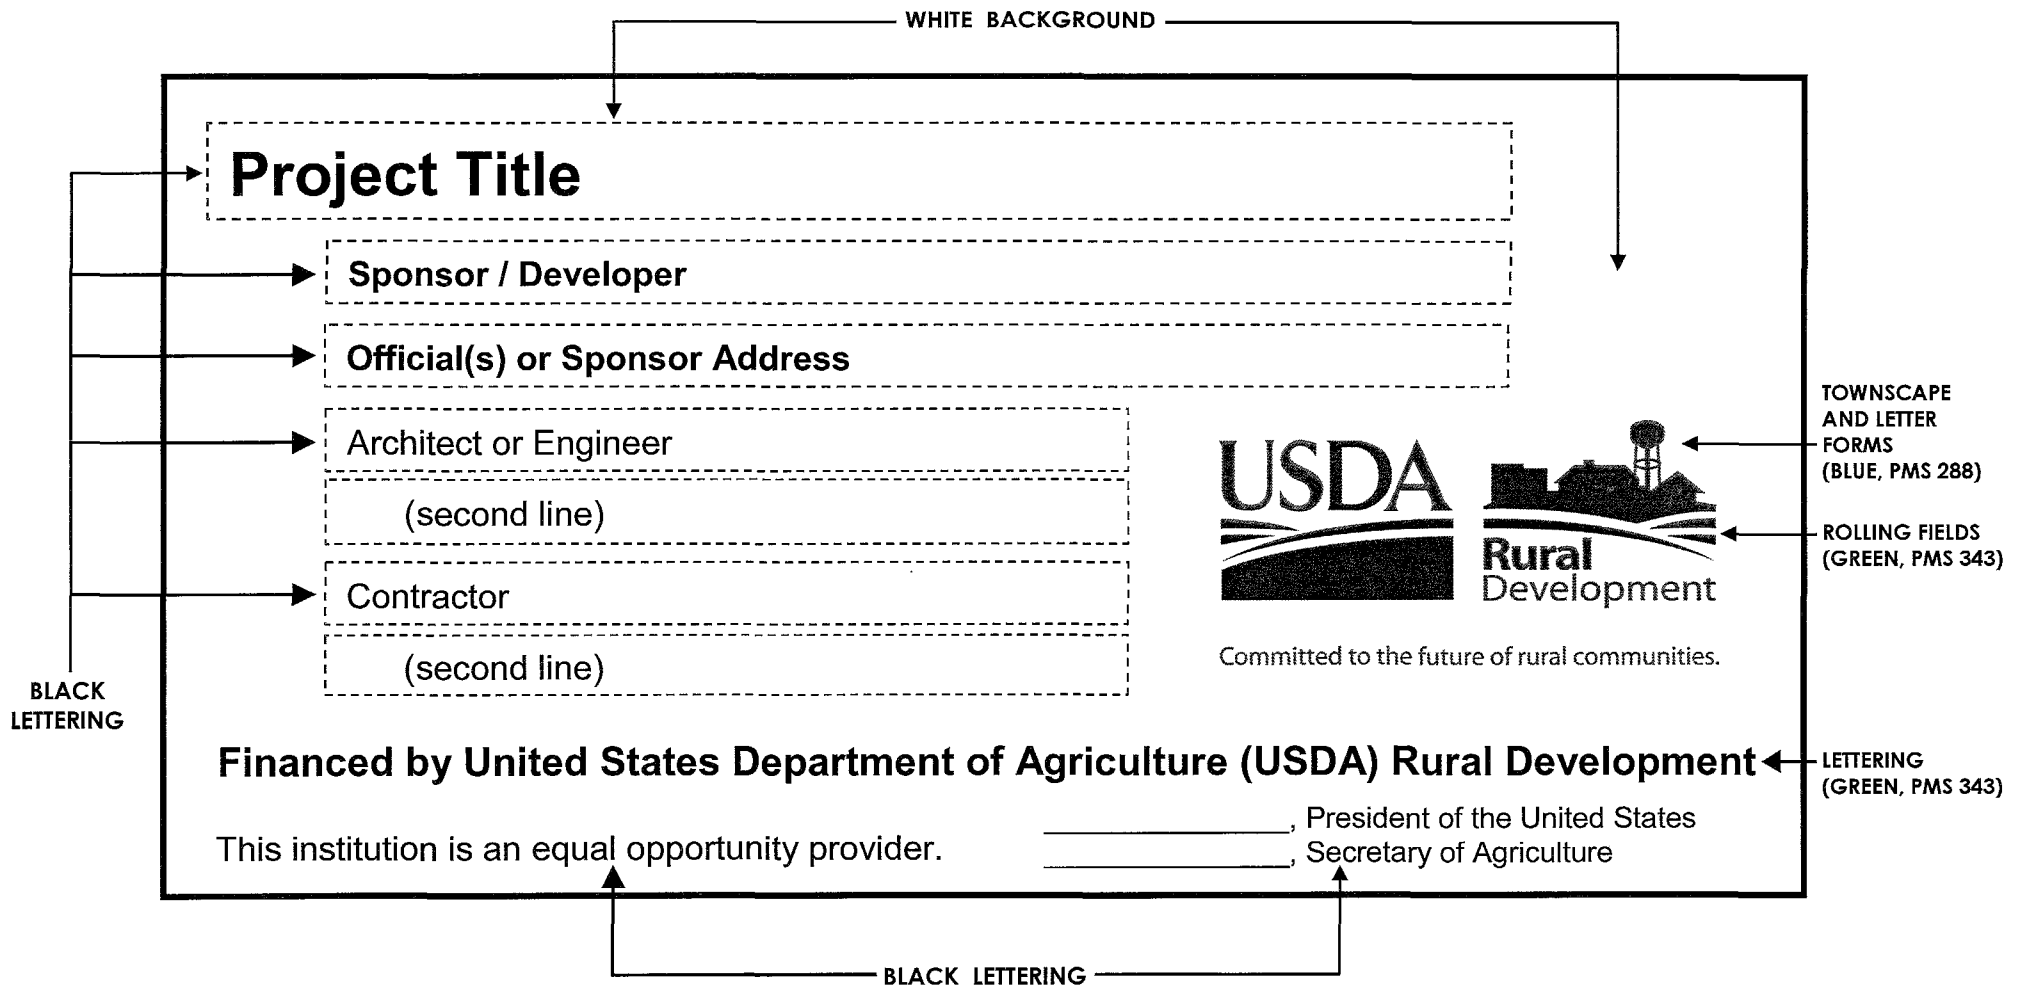 WHITE BACKGROUND
Project Title
Sponsor / Developer
Official(s) or Sponsor Address
Architect or Engineer
(second line)
Contractor
(second line)
BLACK
LETTERING
USDA
Rural
Development
Committed to the future of rural communities.
TOWNSCAPE
AND LETTER
FORMS
(BLUE, PMS 288)
ROLLING FIELDS
(GREEN, PMS 343)
Financed by United States Department of Agriculture (USDA) Rural Development
LETTERING
(GREEN, PMS 343)
This institution is an equal opportunity provider.
, President of the United States
, Secretary of Agriculture
BLACK LETTERING